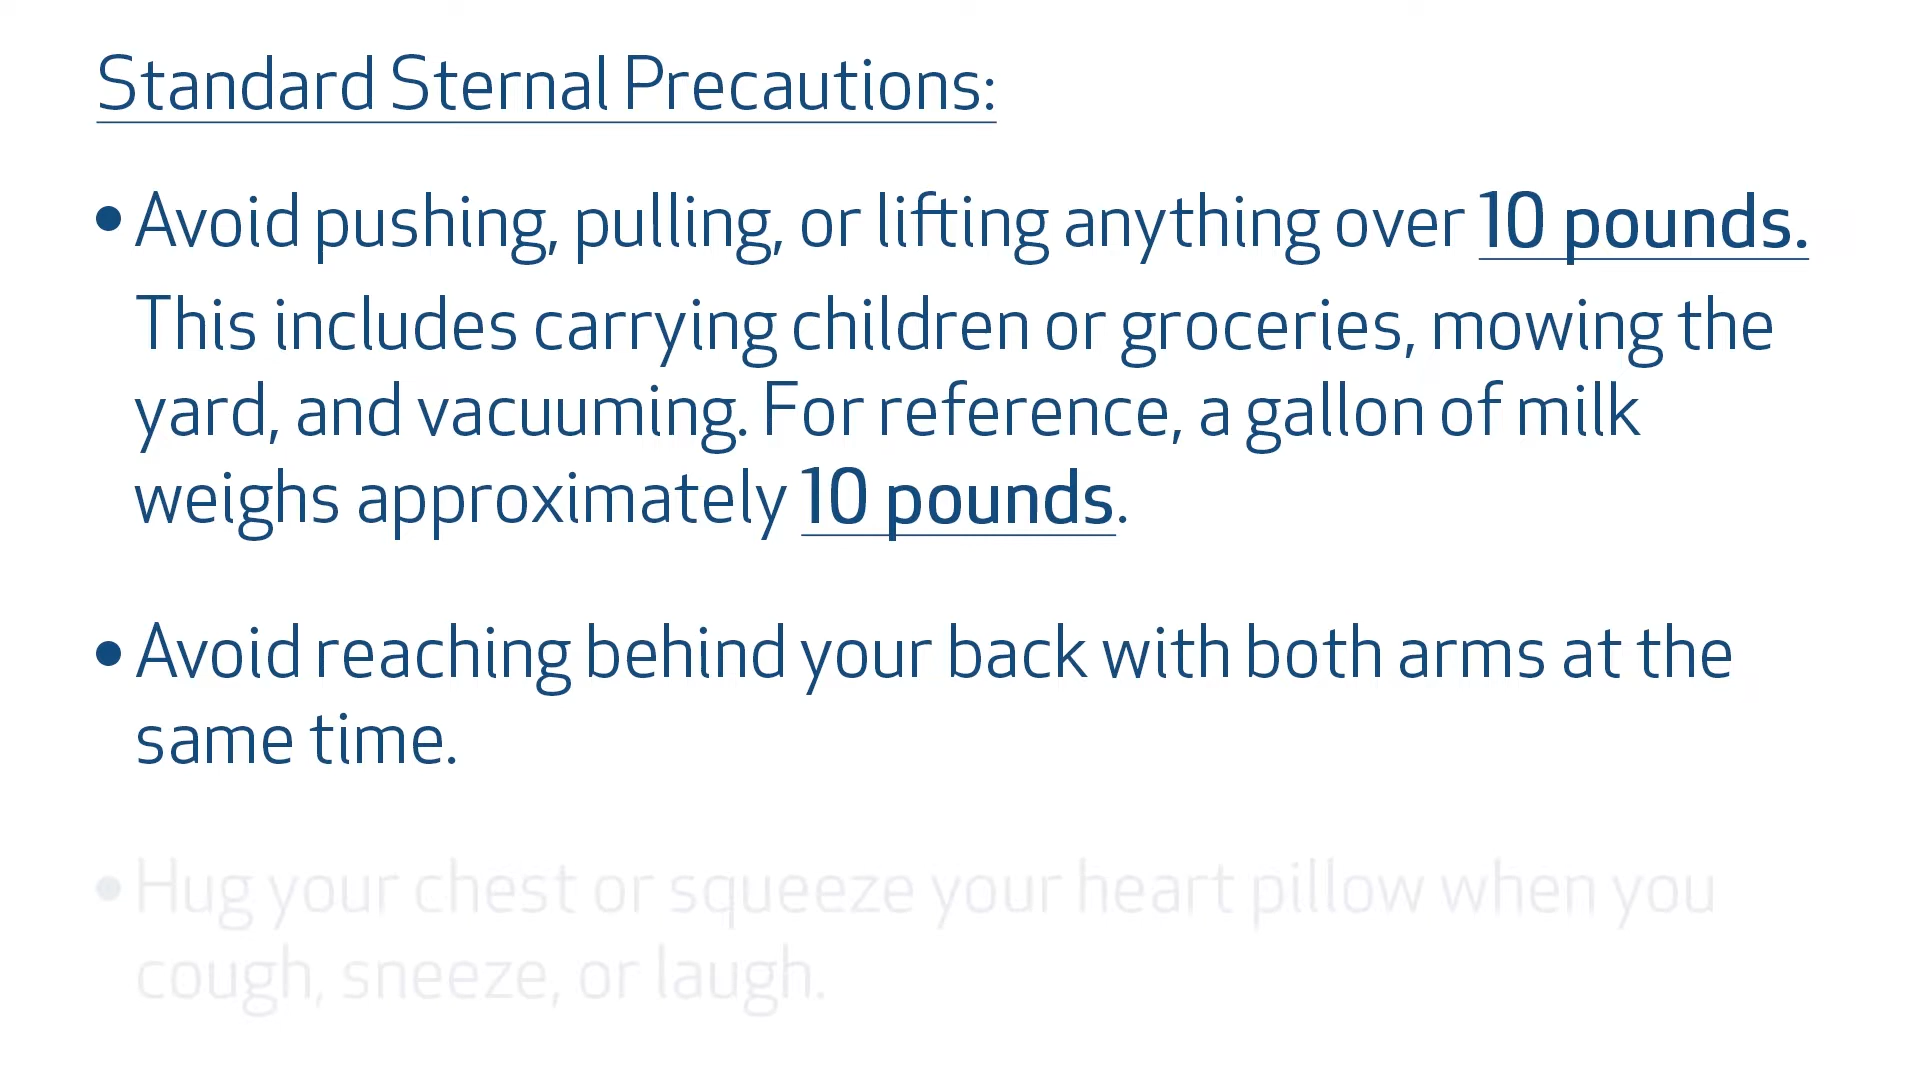 Standard Sternal Precautions:
• Avoid pushing, pulling, or lifting anything over 10 pounds.
This includes carrying children or groceries, mowing the
yard, and vacuuming. For reference, a gallon of milk
weighs approximately 10 pounds.
• Avoid reaching behind your back with both arms at the
same time.
• Hug your chest or squeeze your heart pillow when you
cough, sneeze, or laugh.